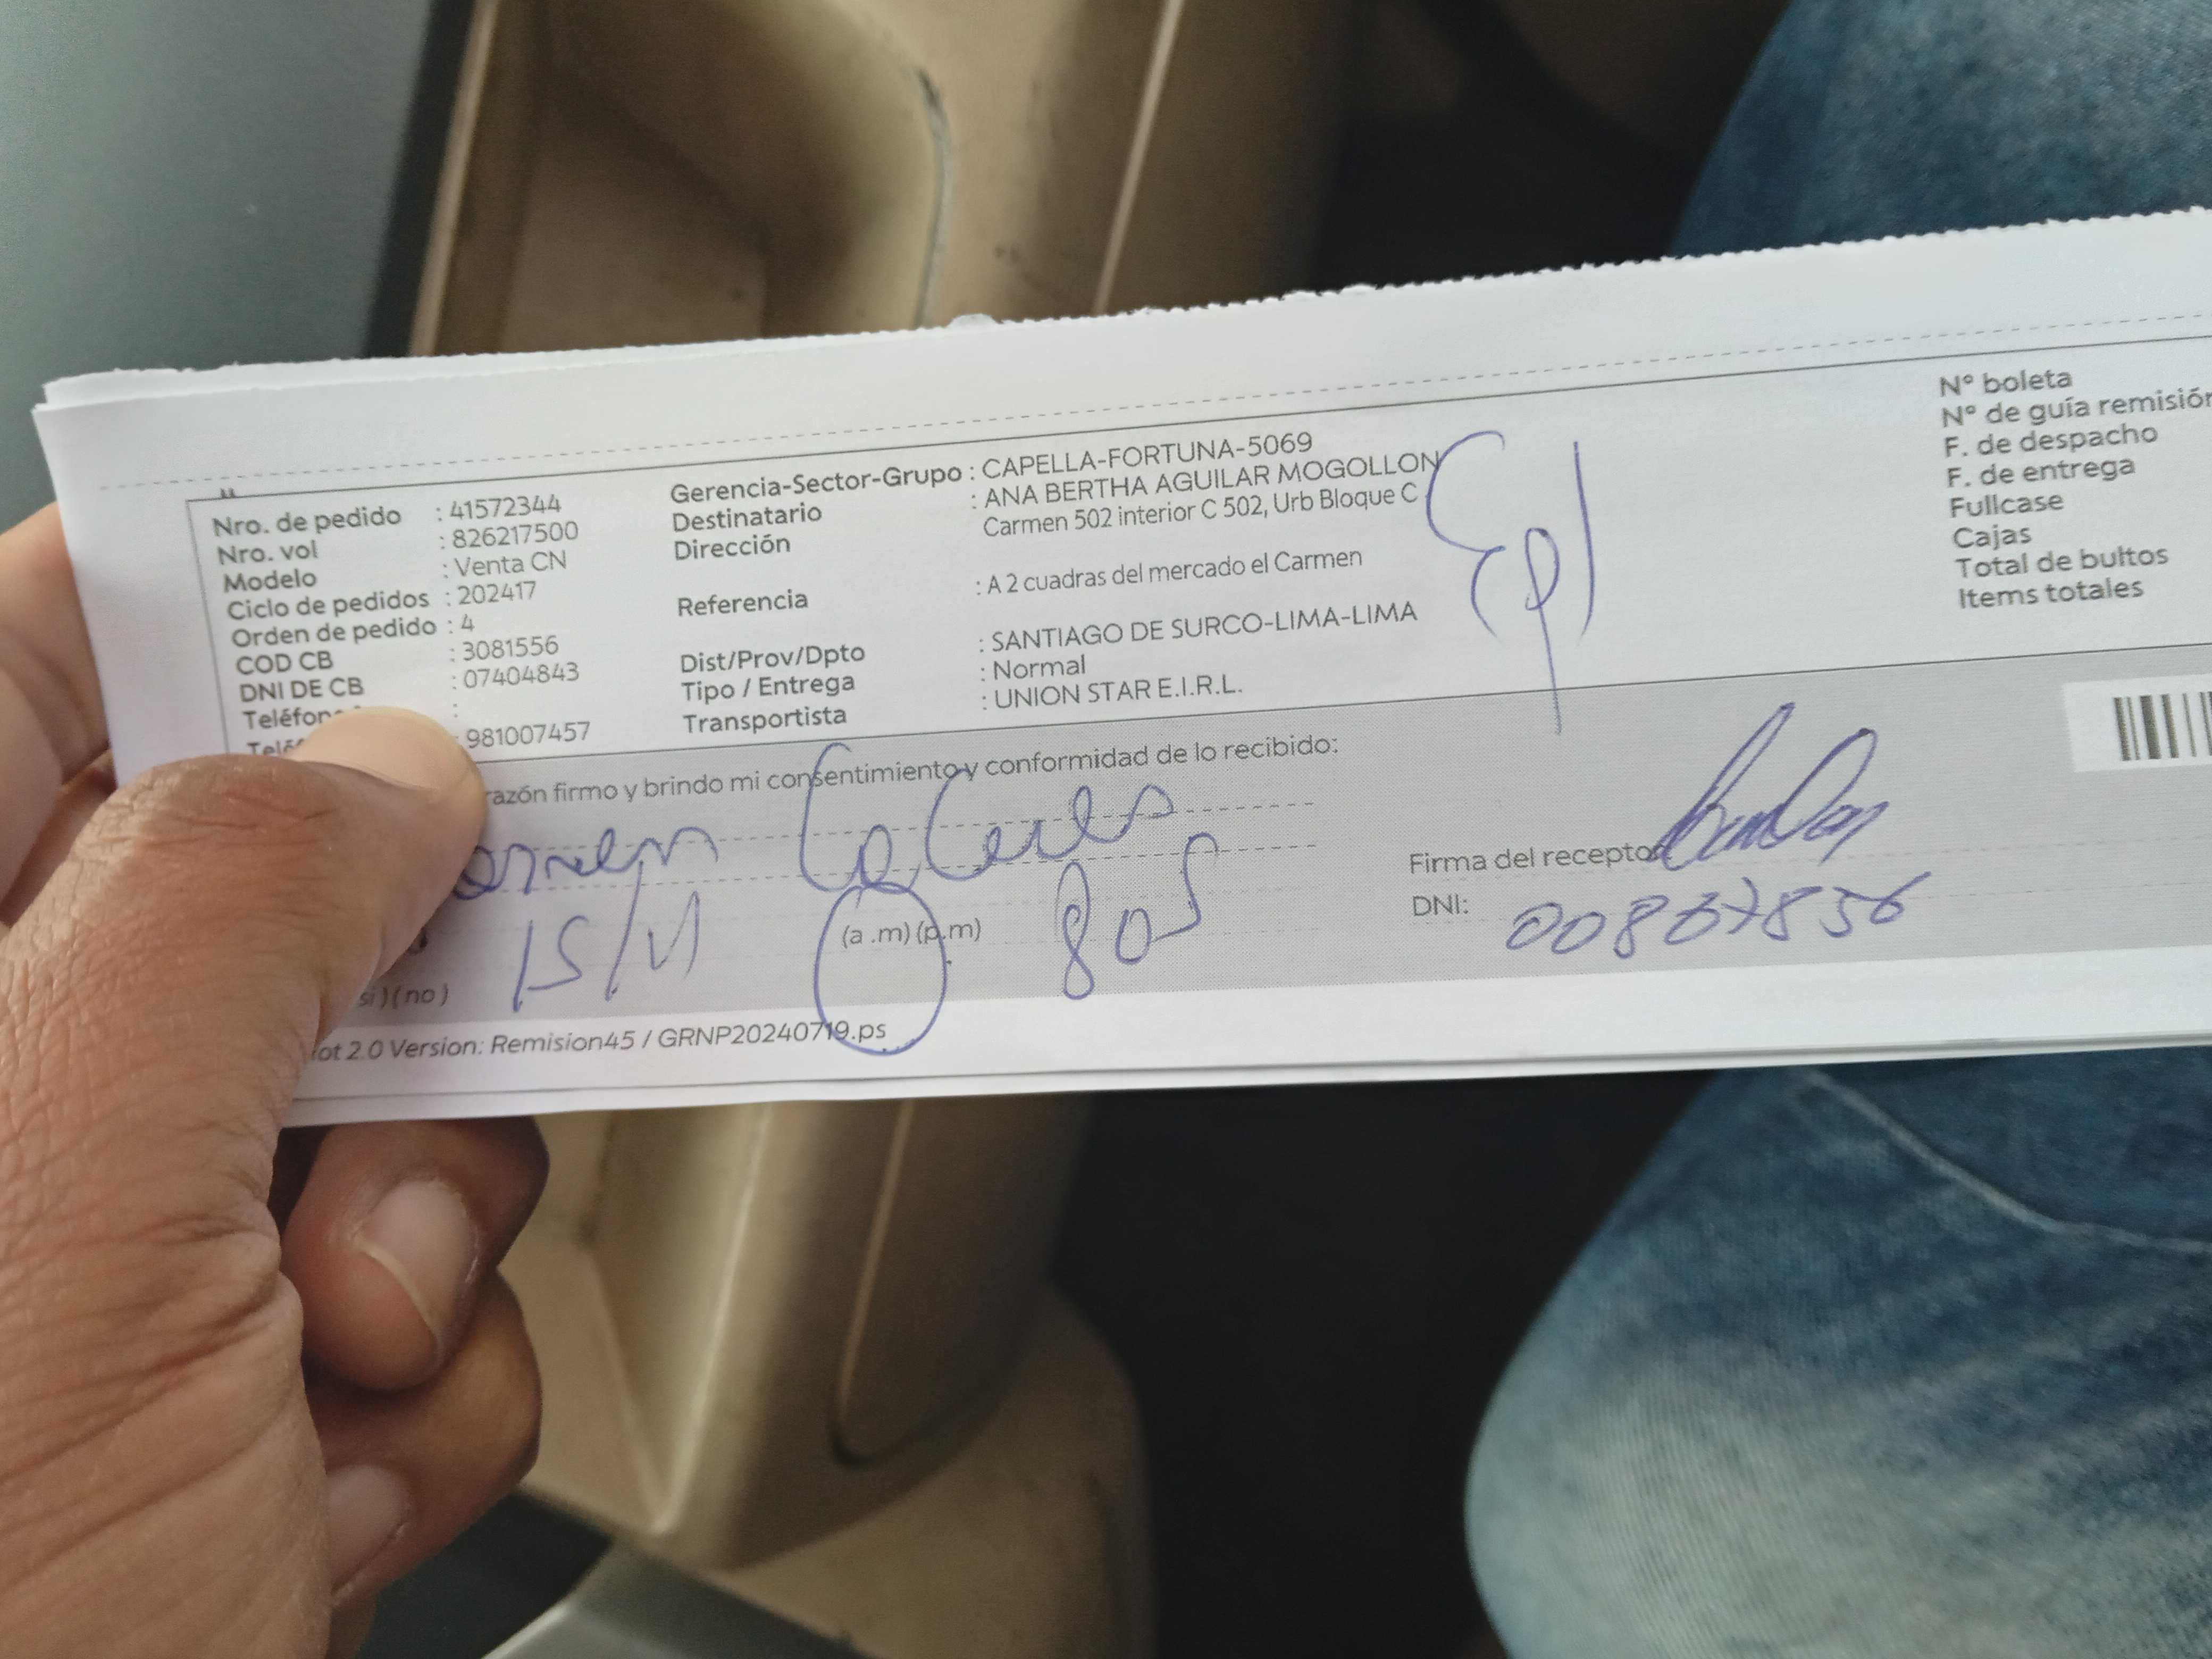 Nro. de pedido : 41572344
Nro. vol : 826217500
Modelo : Venta CN
Ciclo de pedidos : 202417
Orden de pedido : 4
COD CB : 3081556
DNI DE CB : 07404843
Teléfon :
: 981007457
Gerencia-Sector-Grupo : CAPELLA-FORTUNA-5069
Destinatario : ANA BERTHA AGUILAR MOGOLLON
Dirección Carmen 502 interior C 502, Urb Bloque C
Referencia : A 2 cuadras del mercado el Carmen
Dist/Prov/Dpto : SANTIAGO DE SURCO-LIMA-LIMA
Tipo / Entrega : Normal
Transportista : UNION STAR E.I.R.L.
N° boleta
N° de guía remisión
F. de despacho
F. de entrega
Fullcase
Cajas
Total de bultos
Items totales
razón firmo y brindo mi consentimiento y conformidad de lo recibido:
15/11 (a .m) (p.m) 805
Firma del receptor
DNI: 00867856
si ) ( no )
ot 2.0 Version: Remision45 / GRNP20240719.ps